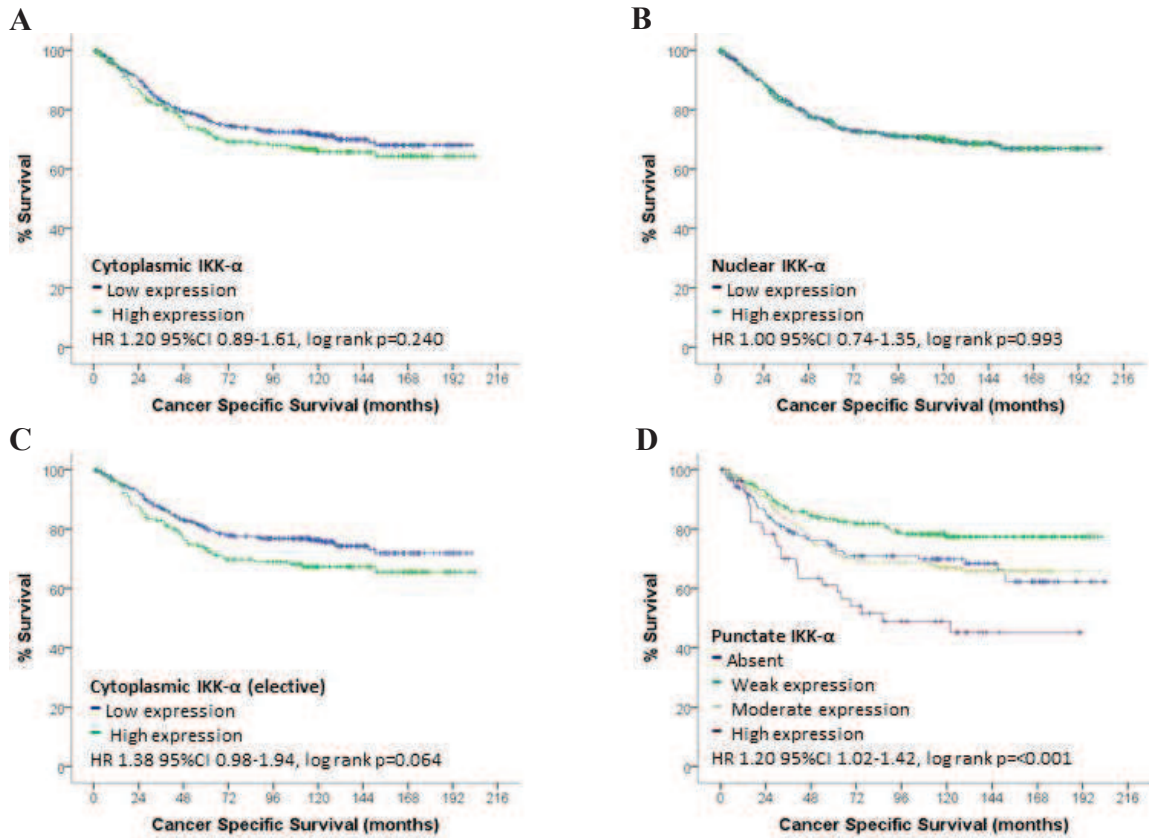 A
100
80
60
40
20
0
% Survival
Cytoplasmic IKK-α
Low expression
High expression
HR 1.20 95%CI 0.89-1.61, log rank p=0.240
0 24 48 72 96 120 144 168 192 216
Cancer Specific Survival (months)
B
100
80
60
40
20
0
% Survival
Nuclear IKK-α
Low expression
High expression
HR 1.00 95%CI 0.74-1.35, log rank p=0.993
0 24 48 72 96 120 144 168 192 216
Cancer Specific Survival (months)
C
100
80
60
40
20
0
% Survival
Cytoplasmic IKK-α (elective)
Low expression
High expression
HR 1.38 95%CI 0.98-1.94, log rank p=0.064
0 24 48 72 96 120 144 168 192 216
Cancer Specific Survival (months)
D
100
80
60
40
20
0
% Survival
Punctate IKK-α
Absent
Weak expression
Moderate expression
High expression
HR 1.20 95%CI 1.02-1.42, log rank p=<0.001
0 24 48 72 96 120 144 168 192 216
Cancer Specific Survival (months)